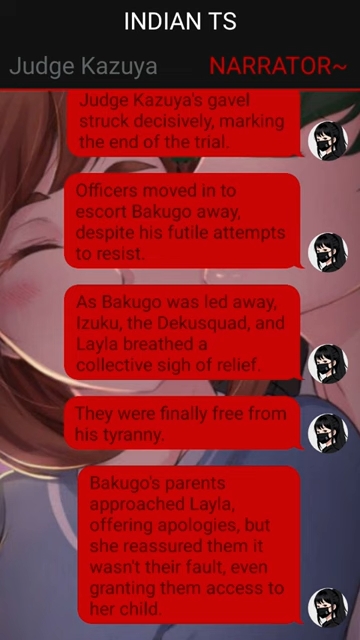 INDIAN TS
Judge Kazuya NARRATOR~
Judge Kazuya's gavel
struck decisively, marking
the end of the trial.
Officers moved in to
escort Bakugo away,
despite his futile attempts
to resist.
As Bakugo was led away,
Izuku, the Dekusquad, and
Layla breathed a
collective sigh of relief.
They were finally free from
his tyranny.
Bakugo's parents
approached Layla,
offering apologies, but
she reassured them it
wasn't their fault, even
granting them access to
her child.